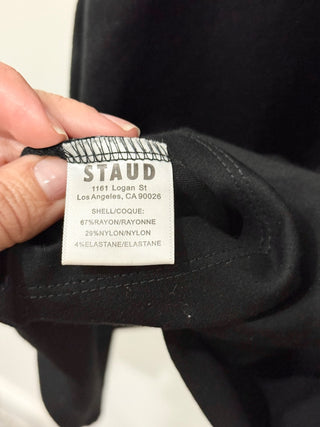 STAUD
1161 Logan St
Los Angeles, CA 90026
SHELL/COQUE:
67%RAYON/RAYONNE
29%NYLON/NYLON
4%ELASTANE/ELASTANE